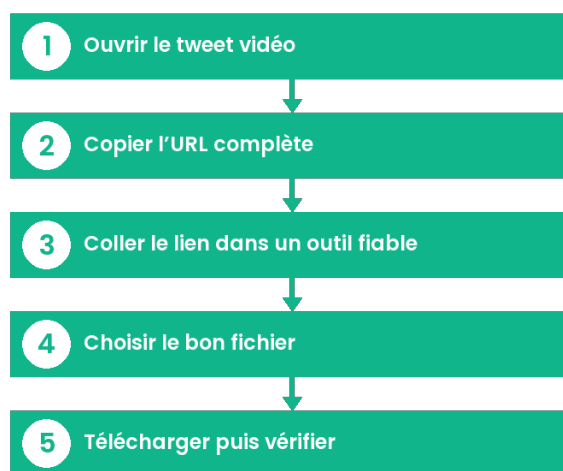 1 Ouvrir le tweet vidéo
2 Copier l’URL complète
3 Coller le lien dans un outil fiable
4 Choisir le bon fichier
5 Télécharger puis vérifier